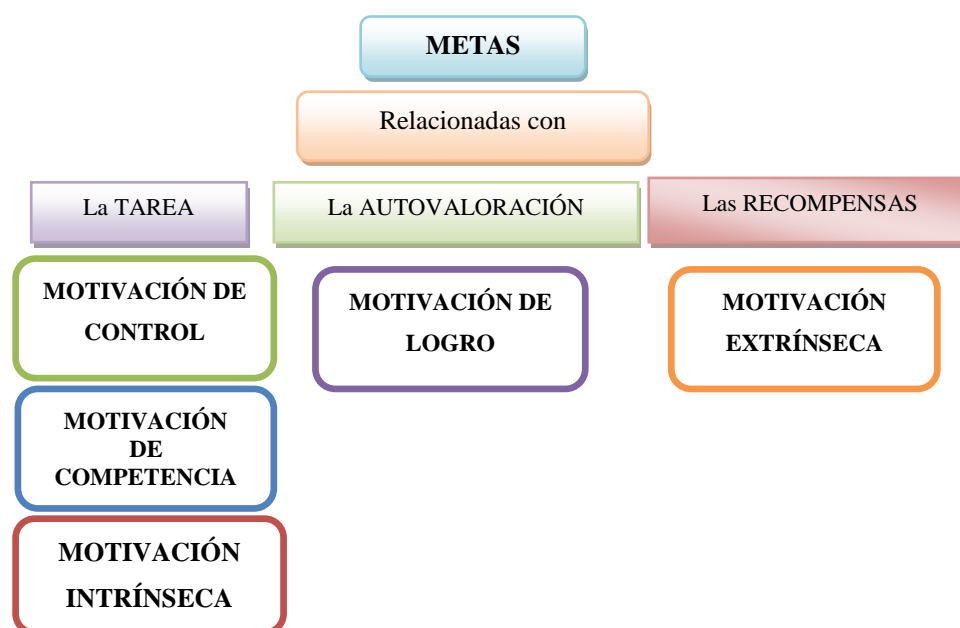 METAS
Relacionadas con
La TAREA
La AUTOVALORACIÓN
Las RECOMPENSAS
MOTIVACIÓN DE
CONTROL
MOTIVACIÓN DE
LOGRO
MOTIVACIÓN
EXTRÍNSECA
MOTIVACIÓN
DE
COMPETENCIA
MOTIVACIÓN
INTRÍNSECA